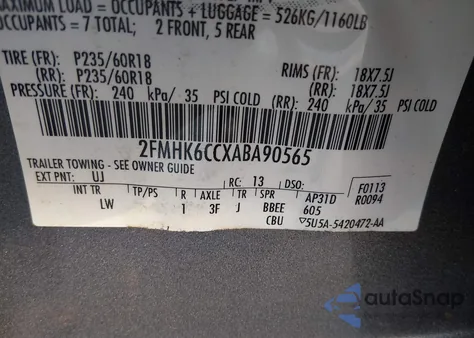 MAXIMUM LOAD = OCCUPANTS + LUGGAGE = 526KG/1160LB
OCCUPANTS = 7 TOTAL; 2 FRONT, 5 REAR
TIRE (FR): P235/60R18 RIMS (FR): 18X7.5J
(RR): P235/60R18 (RR): 18X7.5J
PRESSURE (FR): 240 kPa/ 35 PSI COLD (RR): 240 kPa/ 35 PSI COLD
2FMHK6CCXABA90565
TRAILER TOWING - SEE OWNER GUIDE
EXT PNT: UJ RC: 13 DSO: F0113
INT TR TP/PS R AXLE TR SPR AP31D R0094
LW 1 3F J BBEE 605
CBU 5U5A-5420472-AA
autoSnap